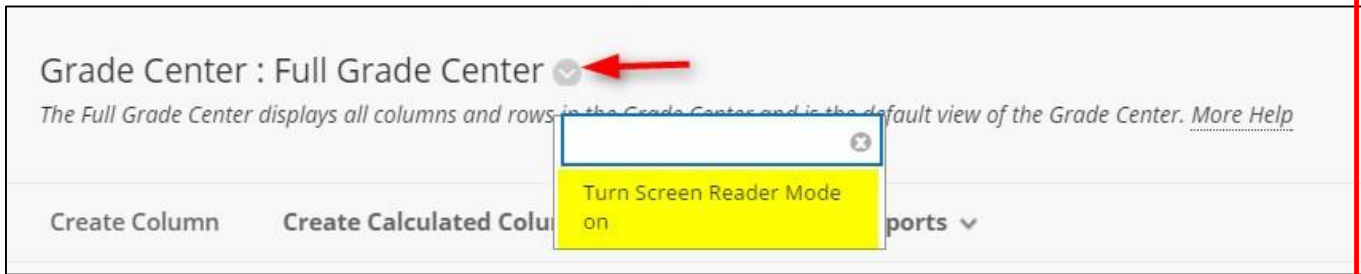 Grade Center : Full Grade Center
The Full Grade Center displays all columns and rows in the Grade Center and is the default view of the Grade Center. More Help
Turn Screen Reader Mode
on
Create Column Create Calculated Colu ports